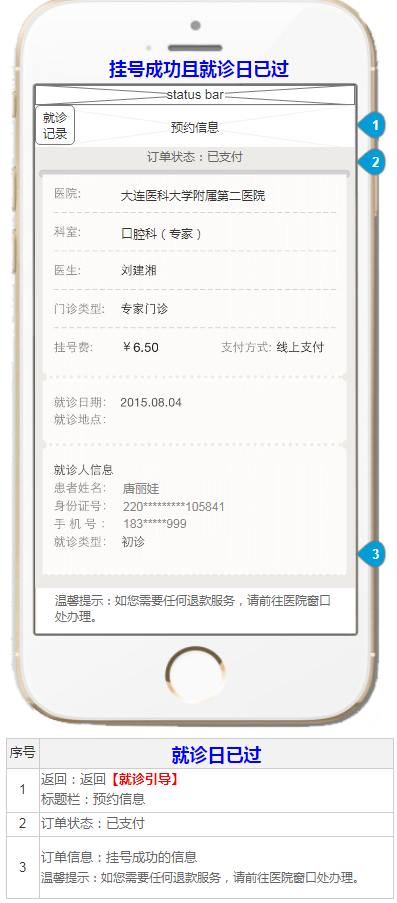 挂号成功且就诊日已过
status bar
就诊
记录
预约信息
1
订单状态：已支付
2
医院: 大连医科大学附属第二医院
科室: 口腔科（专家）
医生: 刘建湘
门诊类型: 专家门诊
挂号费: ￥6.50 支付方式: 线上支付
就诊日期: 2015.08.04
就诊地点:
就诊人信息
患者姓名： 唐丽娃
身份证号： 220*********105841
手 机 号 ： 183*****999
就诊类型： 初诊
3
温馨提示：如您需要任何退款服务，请前往医院窗口
处办理。
序号 就诊日已过
1 返回：返回【就诊引导】
标题栏：预约信息
2 订单状态：已支付
3 订单信息：挂号成功的信息
温馨提示：如您需要任何退款服务，请前往医院窗口处办理。